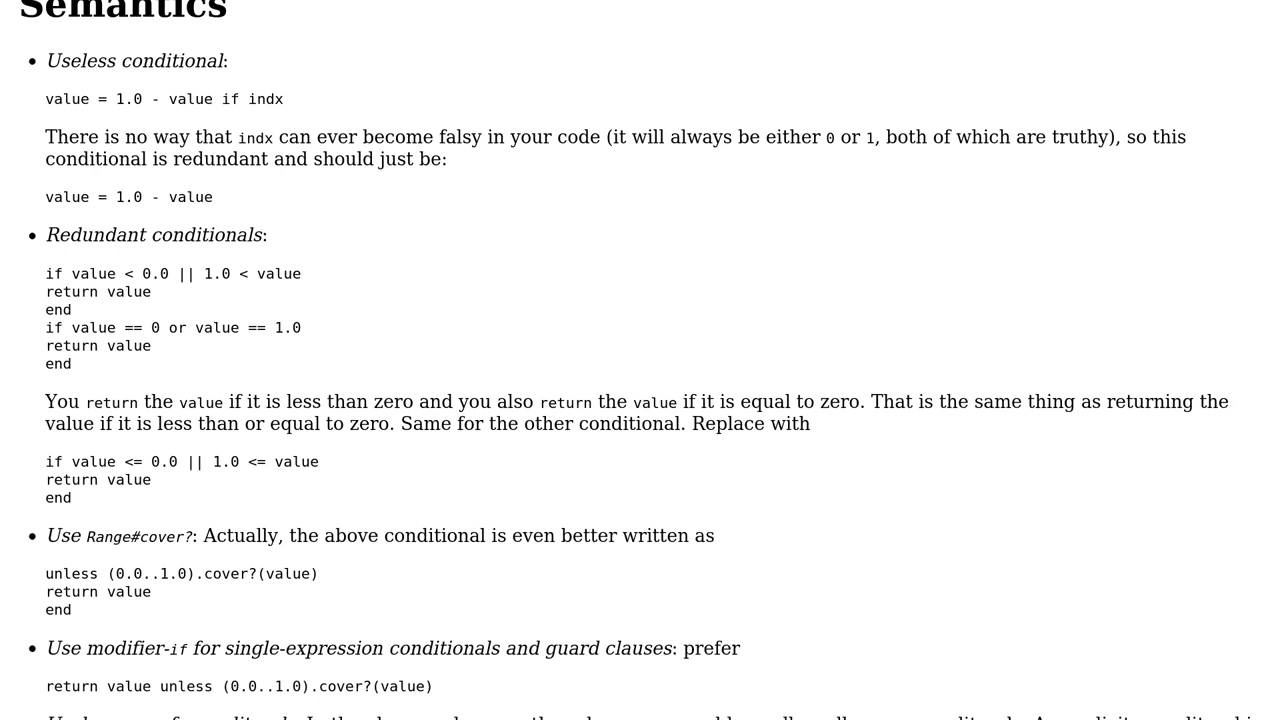 Semantics
• Useless conditional:
value = 1.0 - value if indx
There is no way that indx can ever become falsy in your code (it will always be either 0 or 1, both of which are truthy), so this
conditional is redundant and should just be:
value = 1.0 - value
• Redundant conditionals:
if value < 0.0 || 1.0 < value
return value
end
if value == 0 or value == 1.0
return value
end
You return the value if it is less than zero and you also return the value if it is equal to zero. That is the same thing as returning the
value if it is less than or equal to zero. Same for the other conditional. Replace with
if value <= 0.0 || 1.0 <= value
return value
end
• Use Range#cover?: Actually, the above conditional is even better written as
unless (0.0..1.0).cover?(value)
return value
end
• Use modifier-if for single-expression conditionals and guard clauses: prefer
return value unless (0.0..1.0).cover?(value)